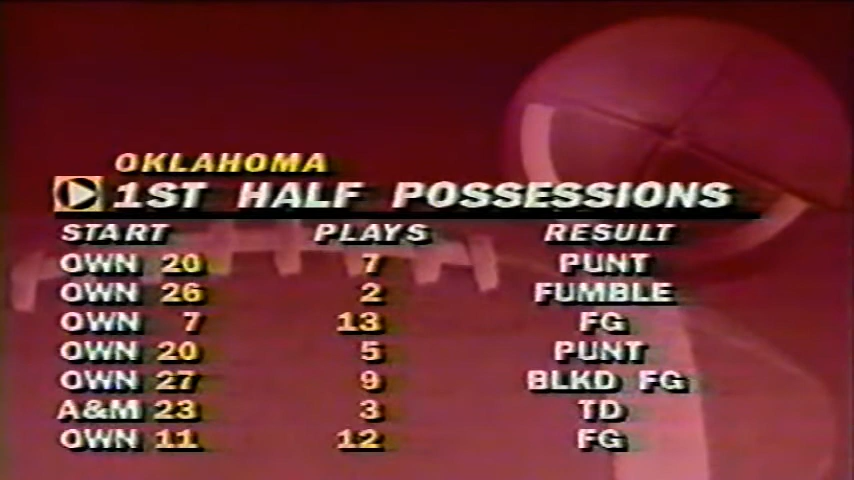 OKLAHOMA
1ST HALF POSSESSIONS
START PLAYS RESULT
OWN 20 7 PUNT
OWN 26 2 FUMBLE
OWN 7 13 FG
OWN 20 5 PUNT
OWN 27 9 BLKD FG
A&M 23 3 TD
OWN 11 12 FG